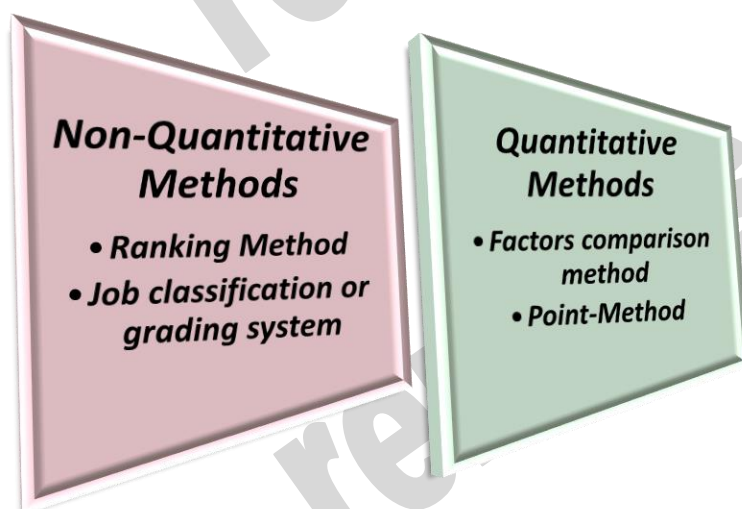 Non-Quantitative
Methods
• Ranking Method
• Job classification or
grading system
Quantitative
Methods
• Factors comparison
method
• Point-Method